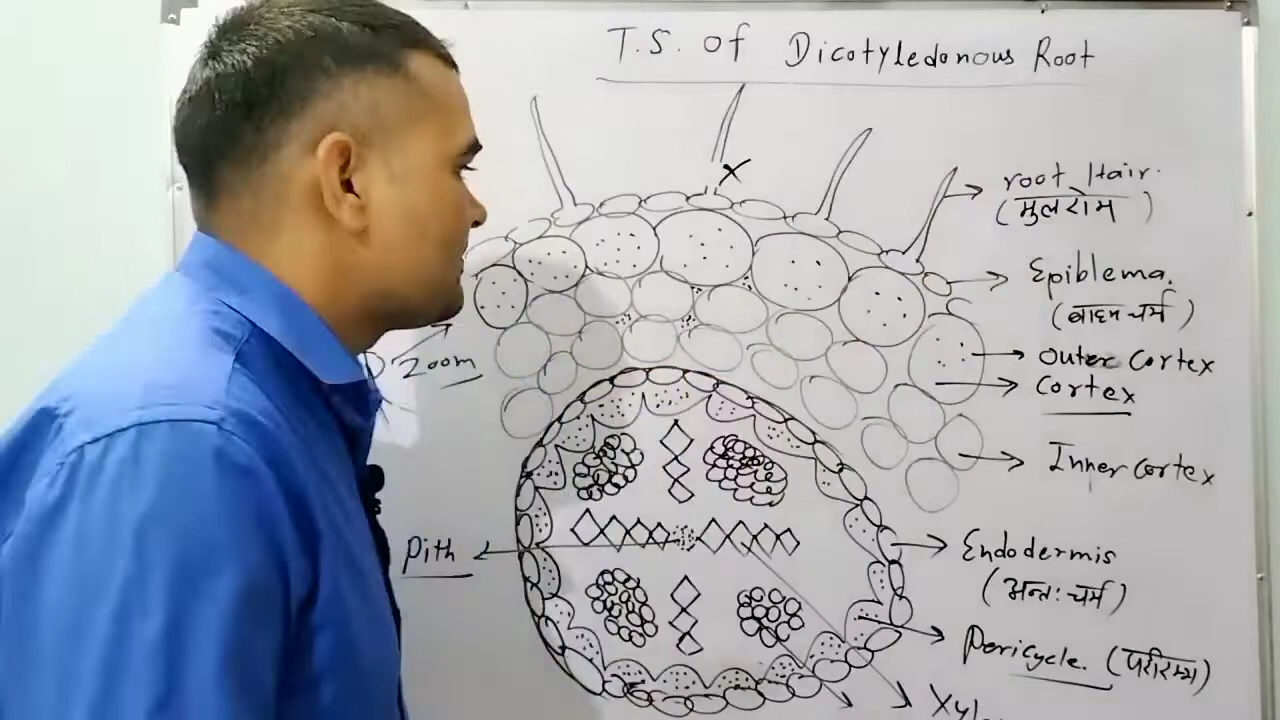 T.S. of Dicotyledonous Root
X
root Hair.
(मुलरोम)
Epiblema.
(बाह्य चर्म)
Zoom
Outer Cortex
Cortex
Inner Cortex
Pith
Endodermis
(अन्तः चर्म)
Pericycle. (परिरम्भ)